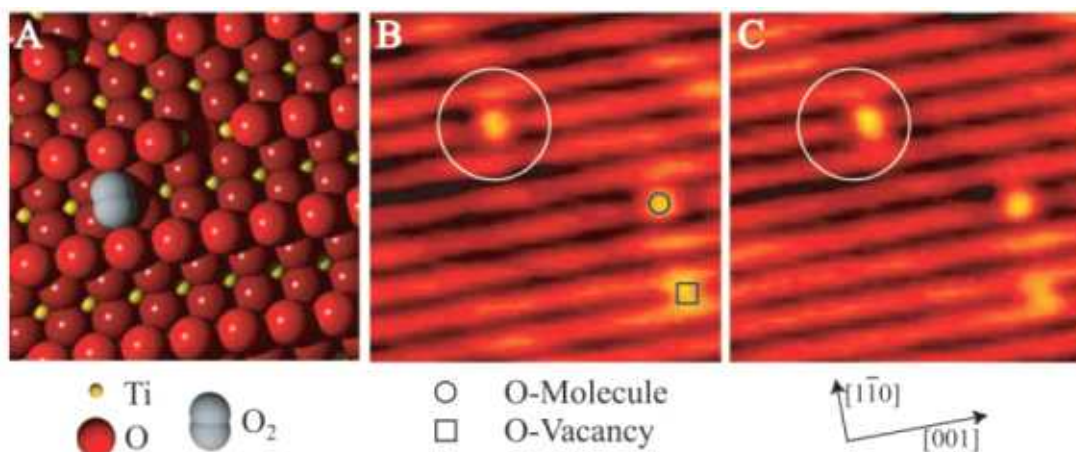 A B C
Ti
O O₂
O-Molecule
O-Vacancy
[11̄0]
[001]